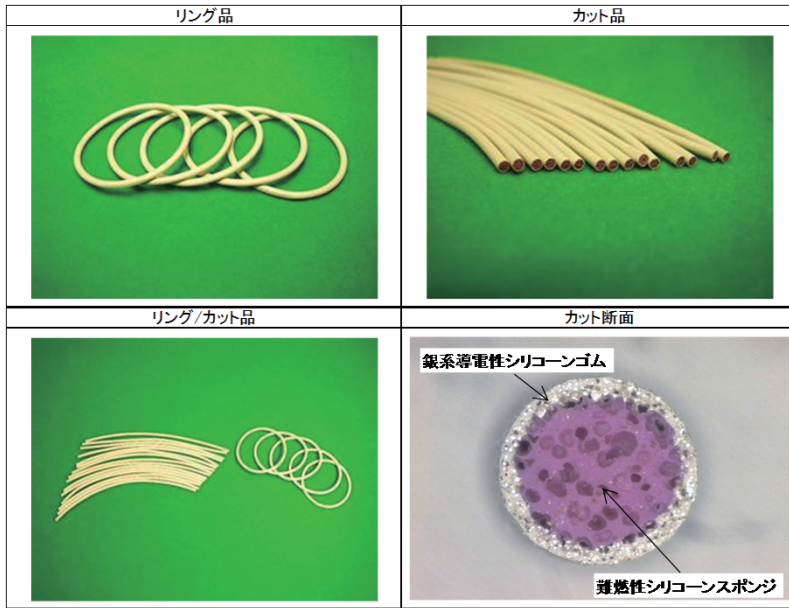 リング品
カット品
リング/カット品
カット断面
銀系導電性シリコーンゴム
難燃性シリコーンスポンジ